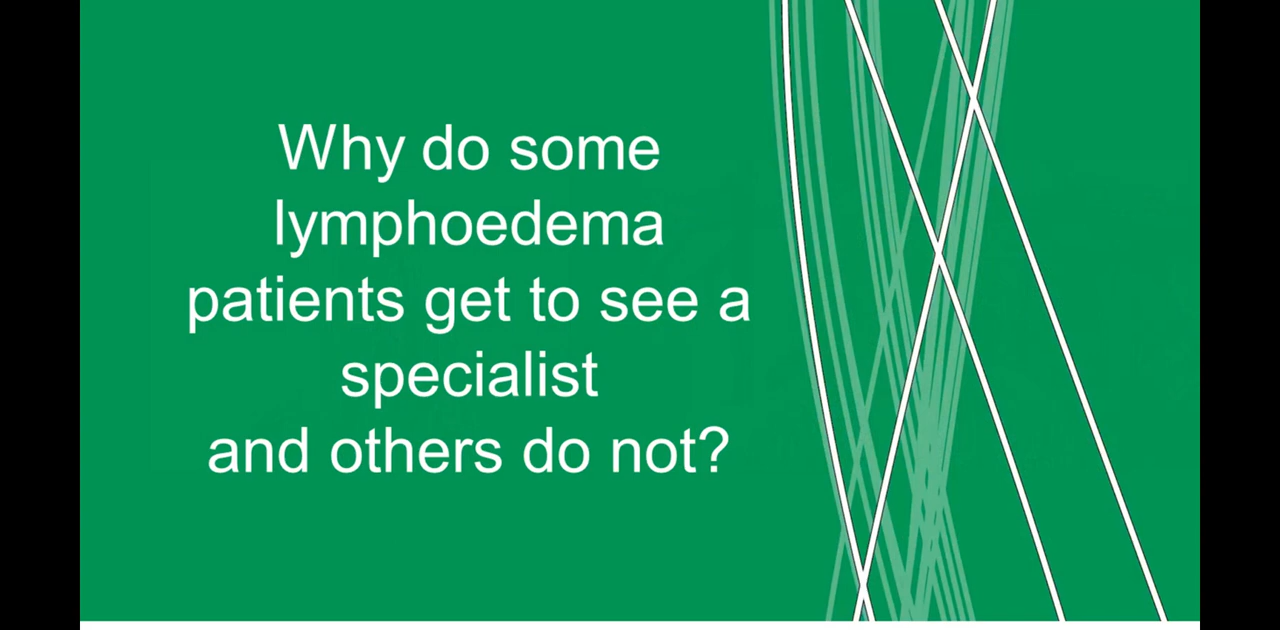 Why do some
lymphoedema
patients get to see a
specialist
and others do not?